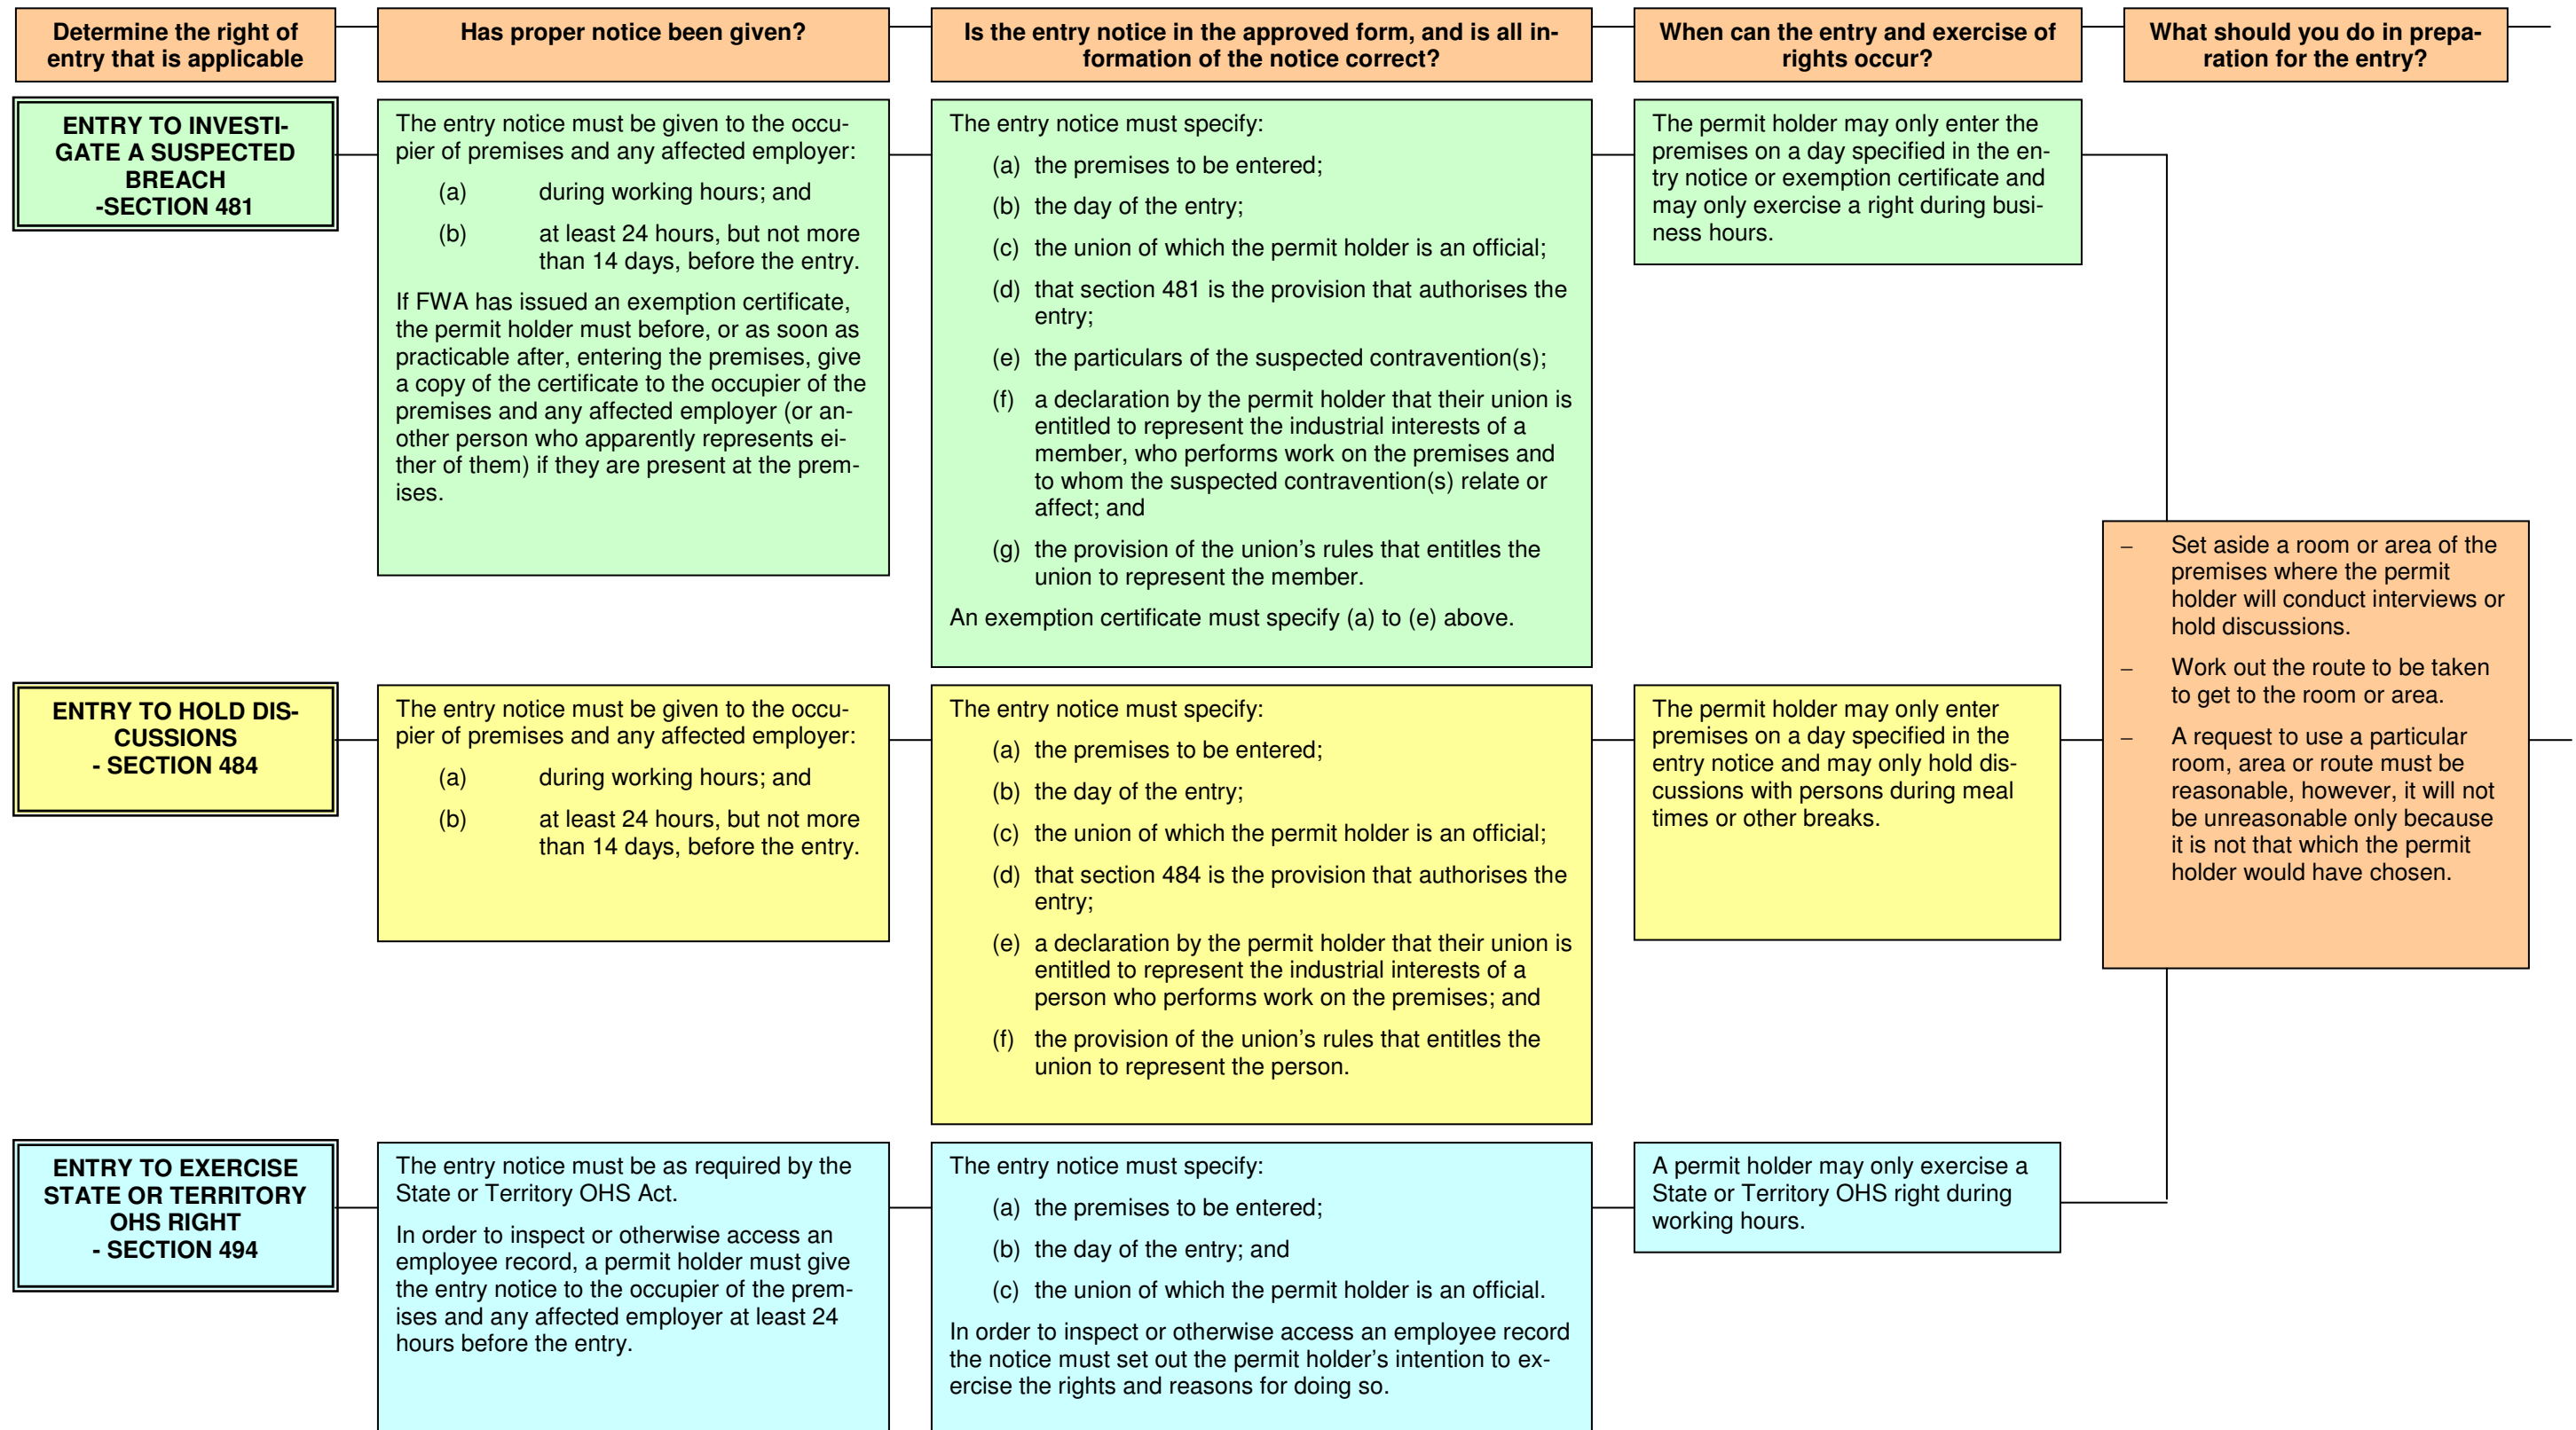 Determine the right of
entry that is applicable
Has proper notice been given?
Is the entry notice in the approved form, and is all in-
formation of the notice correct?
When can the entry and exercise of
rights occur?
What should you do in prepa-
ration for the entry?
ENTRY TO INVESTI-
GATE A SUSPECTED
BREACH
-SECTION 481
The entry notice must be given to the occu-
pier of premises and any affected employer:
(a) during working hours; and
(b) at least 24 hours, but not more
than 14 days, before the entry.
If FWA has issued an exemption certificate,
the permit holder must before, or as soon as
practicable after, entering the premises, give
a copy of the certificate to the occupier of the
premises and any affected employer (or an-
other person who apparently represents ei-
ther of them) if they are present at the prem-
ises.
The entry notice must specify:
(a) the premises to be entered;
(b) the day of the entry;
(c) the union of which the permit holder is an official;
(d) that section 481 is the provision that authorises the
entry;
(e) the particulars of the suspected contravention(s);
(f) a declaration by the permit holder that their union is
entitled to represent the industrial interests of a
member, who performs work on the premises and
to whom the suspected contravention(s) relate or
affect; and
(g) the provision of the union's rules that entitles the
union to represent the member.
An exemption certificate must specify (a) to (e) above.
The permit holder may only enter the
premises on a day specified in the en-
try notice or exemption certificate and
may only exercise a right during busi-
ness hours.
– Set aside a room or area of the
premises where the permit
holder will conduct interviews or
hold discussions.
– Work out the route to be taken
to get to the room or area.
– A request to use a particular
room, area or route must be
reasonable, however, it will not
be unreasonable only because
it is not that which the permit
holder would have chosen.
ENTRY TO HOLD DIS-
CUSSIONS
- SECTION 484
The entry notice must be given to the occu-
pier of premises and any affected employer:
(a) during working hours; and
(b) at least 24 hours, but not more
than 14 days, before the entry.
The entry notice must specify:
(a) the premises to be entered;
(b) the day of the entry;
(c) the union of which the permit holder is an official;
(d) that section 484 is the provision that authorises the
entry;
(e) a declaration by the permit holder that their union is
entitled to represent the industrial interests of a
person who performs work on the premises; and
(f) the provision of the union's rules that entitles the
union to represent the person.
The permit holder may only enter
premises on a day specified in the
entry notice and may only hold dis-
cussions with persons during meal
times or other breaks.
ENTRY TO EXERCISE
STATE OR TERRITORY
OHS RIGHT
- SECTION 494
The entry notice must be as required by the
State or Territory OHS Act.
In order to inspect or otherwise access an
employee record, a permit holder must give
the entry notice to the occupier of the prem-
ises and any affected employer at least 24
hours before the entry.
The entry notice must specify:
(a) the premises to be entered;
(b) the day of the entry; and
(c) the union of which the permit holder is an official.
In order to inspect or otherwise access an employee record
the notice must set out the permit holder's intention to ex-
ercise the rights and reasons for doing so.
A permit holder may only exercise a
State or Territory OHS right during
working hours.